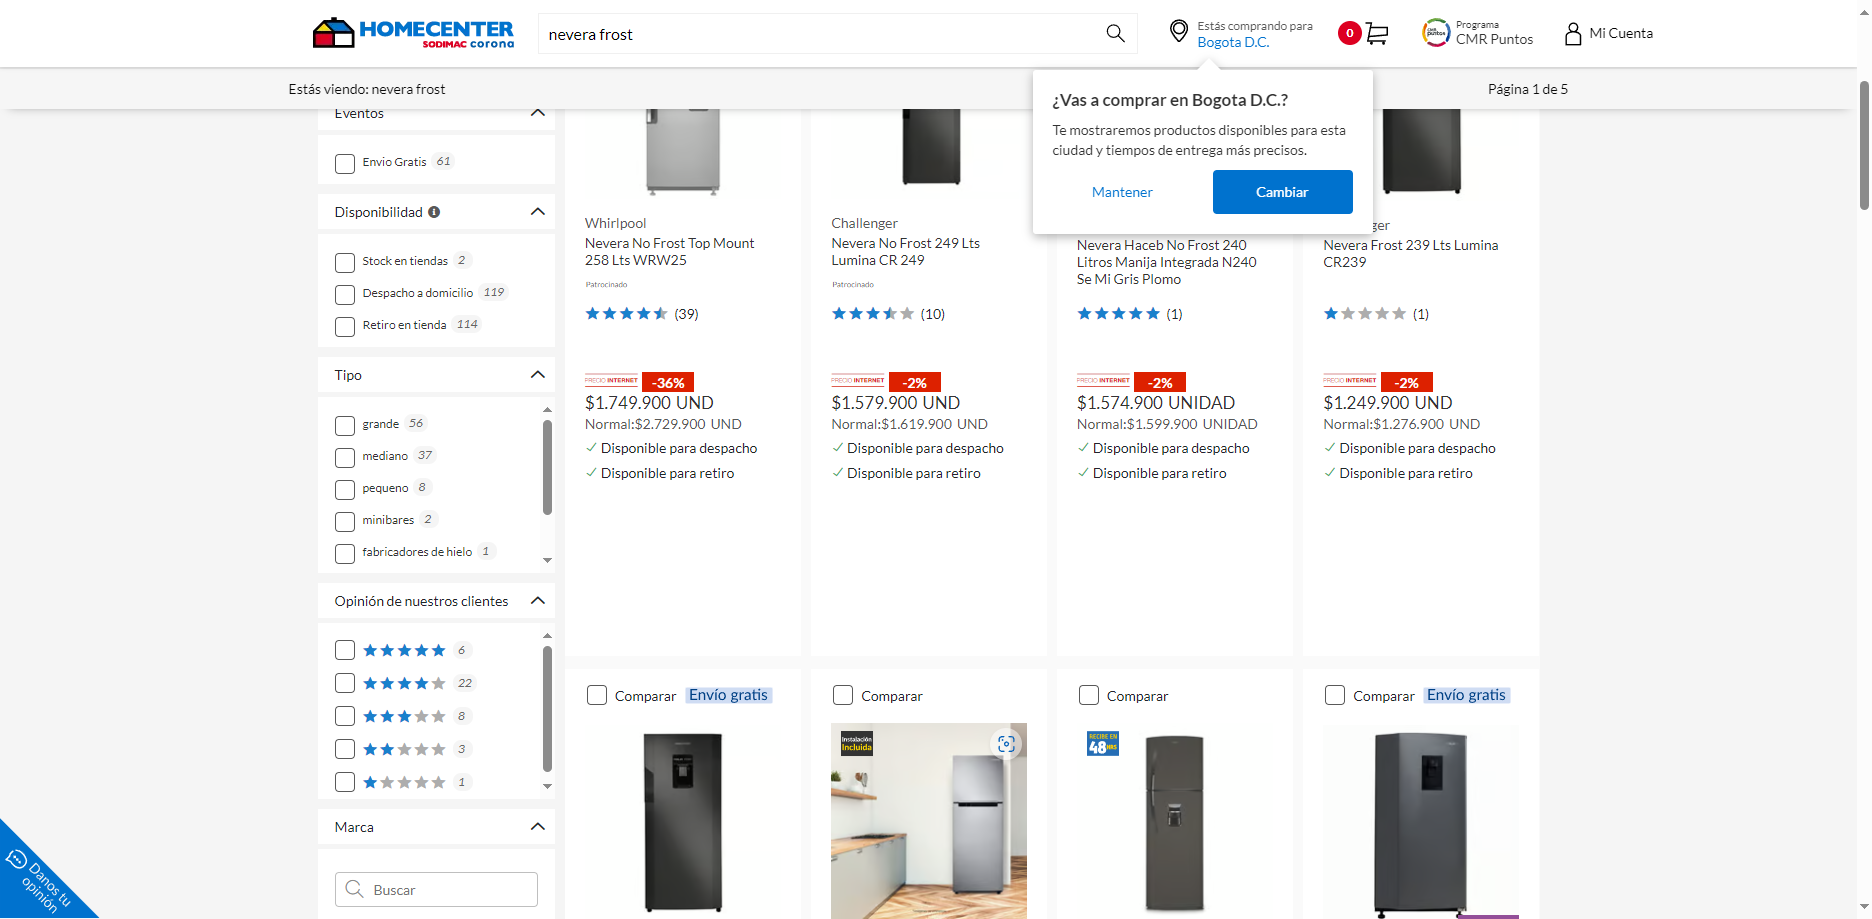 HOMECENTER
SODIMAC corona
nevera frost
Estás comprando para
Bogota D.C.
0
Programa
CMR Puntos
Mi Cuenta
Estás viendo: nevera frost
Página 1 de 5
¿Vas a comprar en Bogota D.C.?
Te mostraremos productos disponibles para esta
ciudad y tiempos de entrega más precisos.
Mantener
Cambiar
Eventos
Envio Gratis 61
Disponibilidad
Stock en tiendas 2
Despacho a domicilio 119
Retiro en tienda 114
Tipo
grande 56
mediano 37
pequeno 8
minibares 2
fabricadores de hielo 1
Opinión de nuestros clientes
6
22
8
3
1
Marca
Buscar
Danos tu
opinión
Whirlpool
Nevera No Frost Top Mount
258 Lts WRW25
Patrocinado
(39)
PRECIO INTERNET -36%
$1.749.900 UND
Normal:$2.729.900 UND
Disponible para despacho
Disponible para retiro
Challenger
Nevera No Frost 249 Lts
Lumina CR 249
Patrocinado
(10)
PRECIO INTERNET -2%
$1.579.900 UND
Normal:$1.619.900 UND
Disponible para despacho
Disponible para retiro
Nevera Haceb No Frost 240
Litros Manija Integrada N240
Se Mi Gris Plomo
(1)
PRECIO INTERNET -2%
$1.574.900 UNIDAD
Normal:$1.599.900 UNIDAD
Disponible para despacho
Disponible para retiro
ger
Nevera Frost 239 Lts Lumina
CR239
(1)
PRECIO INTERNET -2%
$1.249.900 UND
Normal:$1.276.900 UND
Disponible para despacho
Disponible para retiro
Comparar Envío gratis
Comparar
Instalación
Incluida
Comparar
RECIBE EN
48 HRS
Comparar Envío gratis